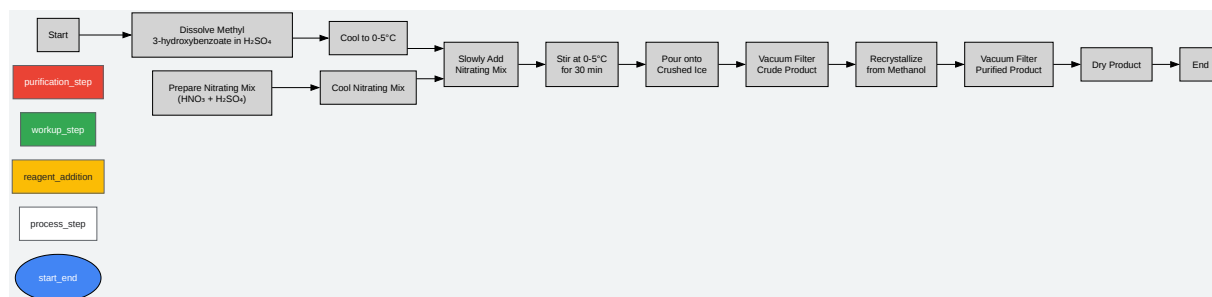 Start
Dissolve Methyl
3-hydroxybenzoate in H₂SO₄
Cool to 0-5°C
Prepare Nitrating Mix
(HNO₃ + H₂SO₄)
Cool Nitrating Mix
Slowly Add
Nitrating Mix
Stir at 0-5°C
for 30 min
Pour onto
Crushed Ice
Vacuum Filter
Crude Product
Recrystallize
from Methanol
Vacuum Filter
Purified Product
Dry Product
End
purification_step
workup_step
reagent_addition
process_step
start_end